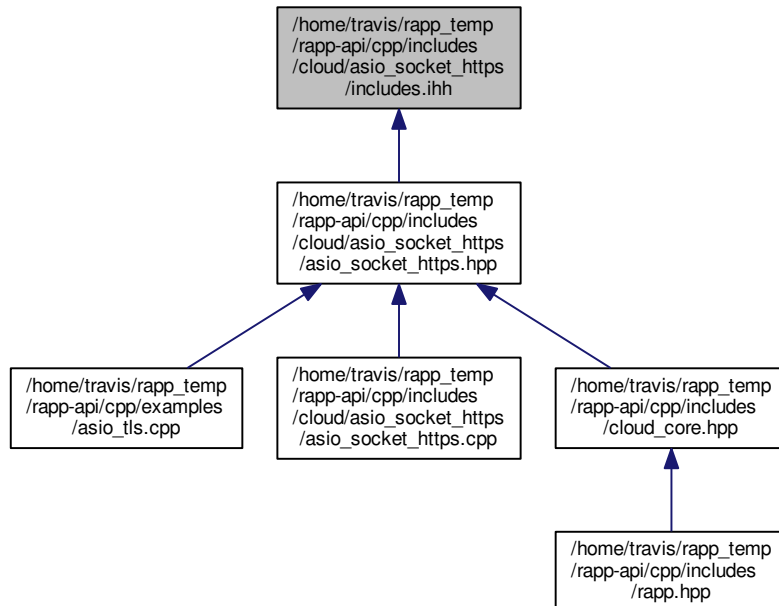 /home/travis/rapp_temp
/rapp-api/cpp/includes
/cloud/asio_socket_https
/includes.ihh
/home/travis/rapp_temp
/rapp-api/cpp/includes
/cloud/asio_socket_https
/asio_socket_https.hpp
/home/travis/rapp_temp
/rapp-api/cpp/examples
/asio_tls.cpp
/home/travis/rapp_temp
/rapp-api/cpp/includes
/cloud/asio_socket_https
/asio_socket_https.cpp
/home/travis/rapp_temp
/rapp-api/cpp/includes
/cloud_core.hpp
/home/travis/rapp_temp
/rapp-api/cpp/includes
/rapp.hpp